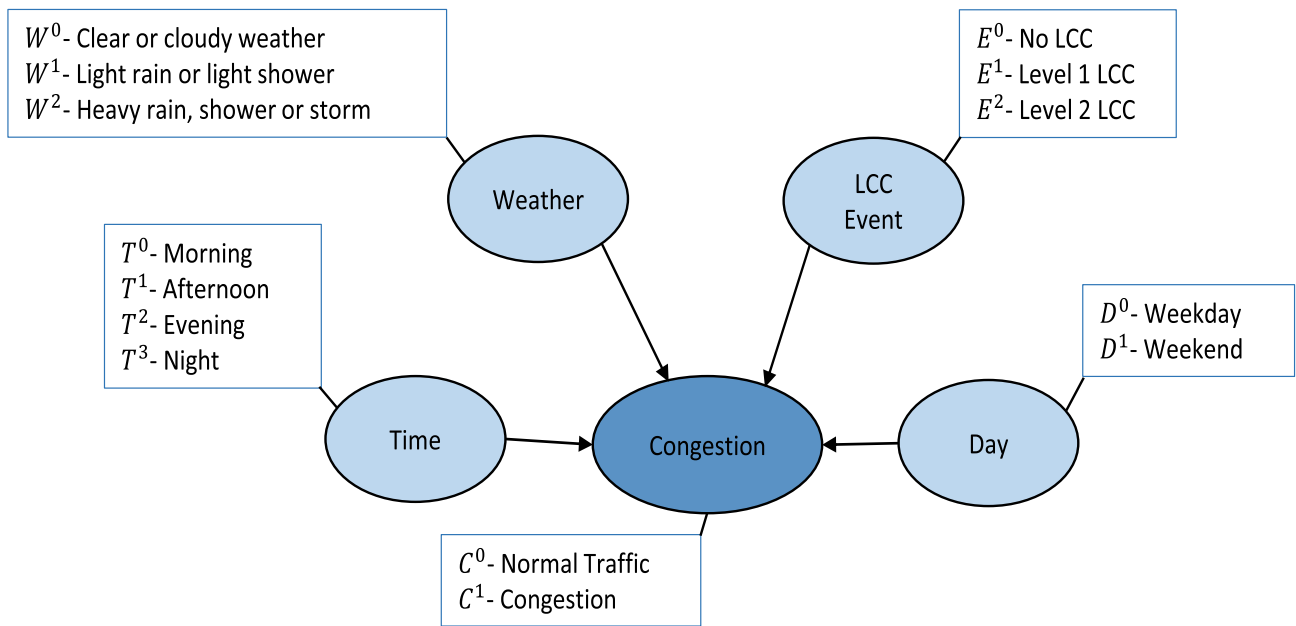 W⁰- Clear or cloudy weather
W¹- Light rain or light shower
W²- Heavy rain, shower or storm
E⁰- No LCC
E¹- Level 1 LCC
E²- Level 2 LCC
Weather
LCC
Event
T⁰- Morning
T¹- Afternoon
T²- Evening
T³- Night
D⁰- Weekday
D¹- Weekend
Time
Congestion
Day
C⁰- Normal Traffic
C¹- Congestion